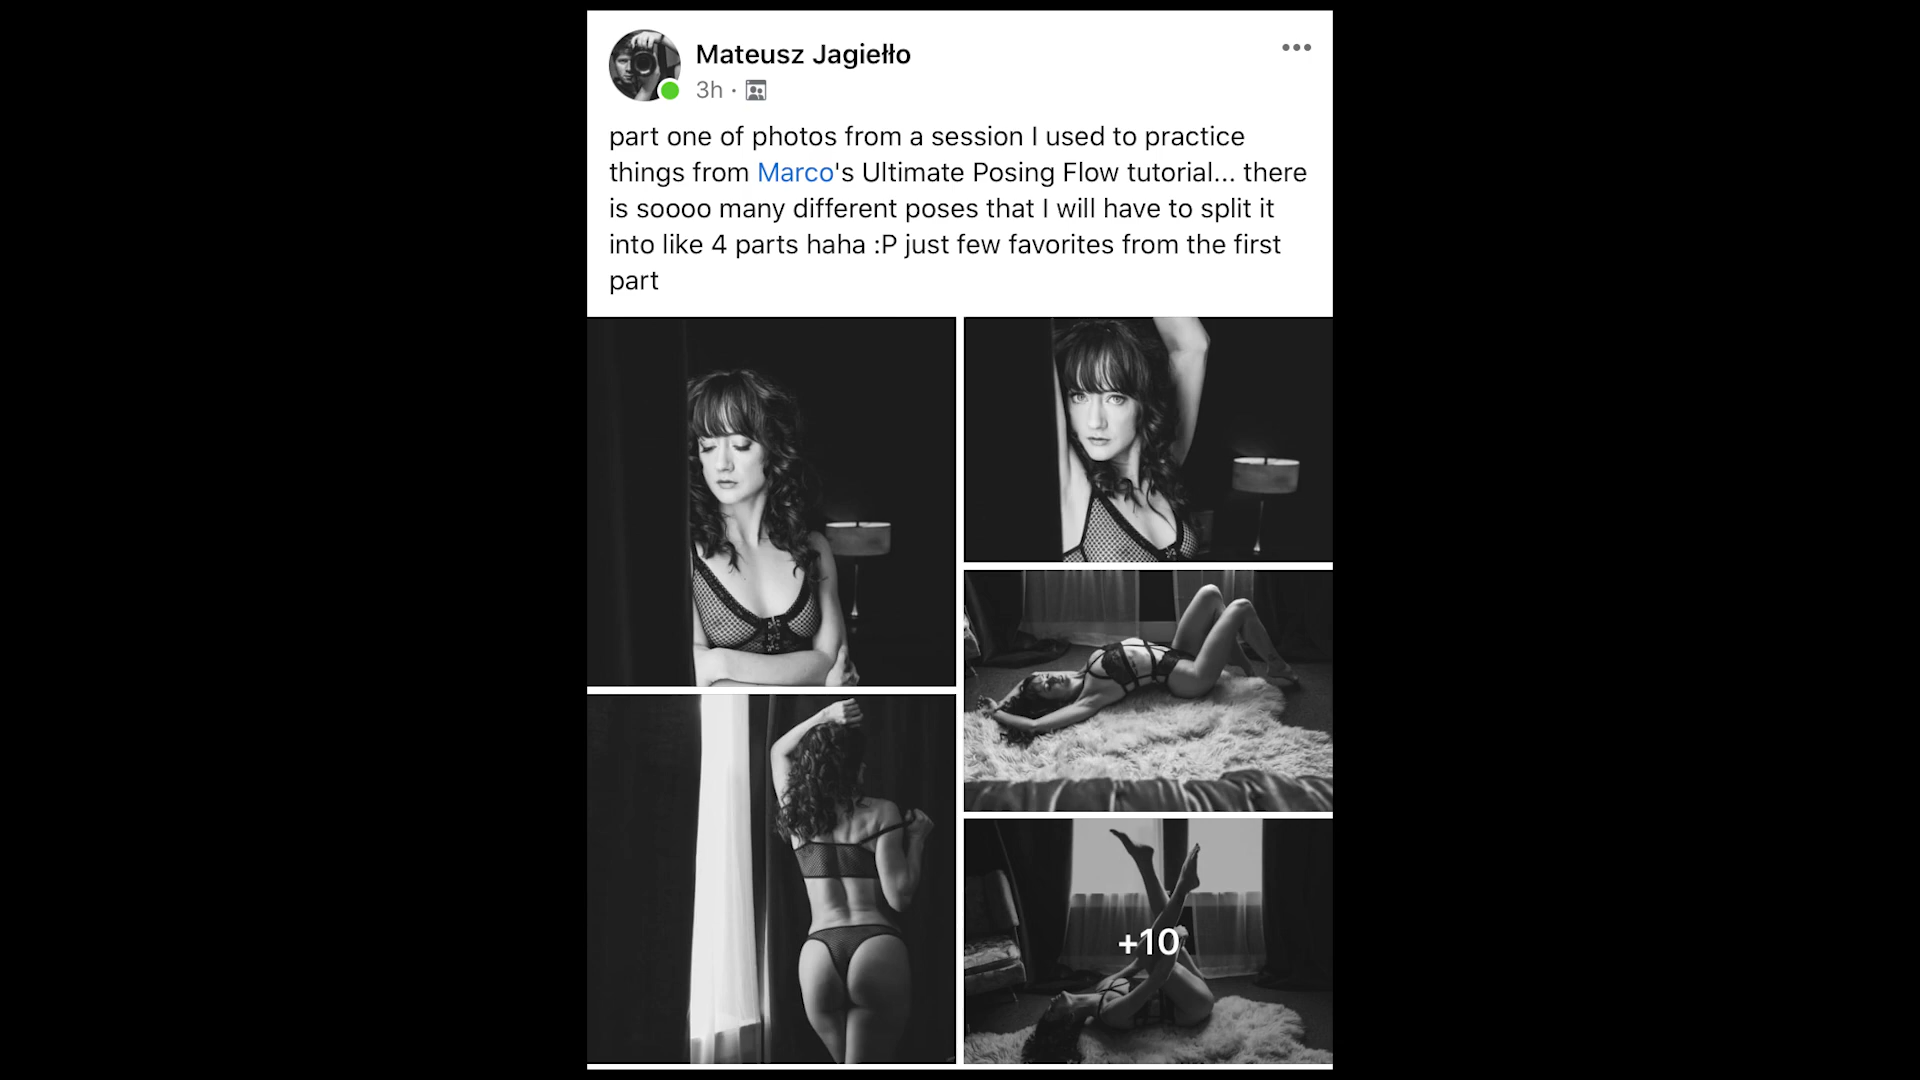 Mateusz Jagiełło
3h ·
part one of photos from a session I used to practice
things from Marco's Ultimate Posing Flow tutorial... there
is soooo many different poses that I will have to split it
into like 4 parts haha :P just few favorites from the first
part
+10